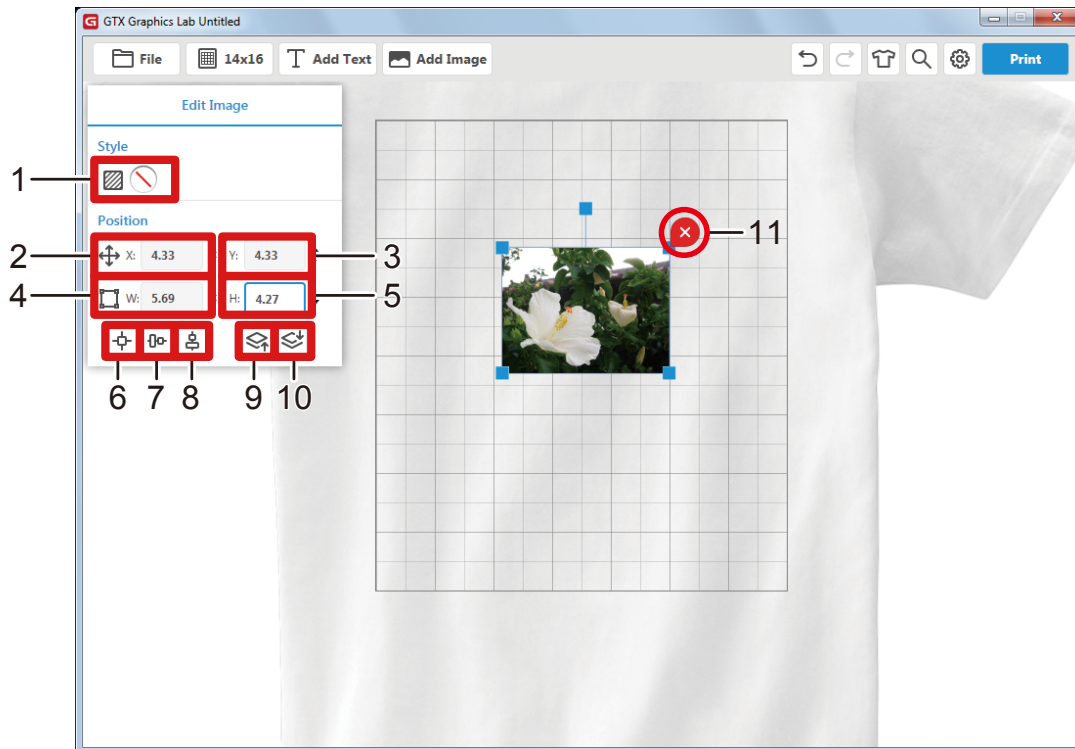 GTX Graphics Lab Untitled
File 14x16 Add Text Add Image Print
Edit Image
Style
1
Position
2 X: 4.33 Y: 4.33 3
4 W: 5.69 H: 4.27 5
6 7 8 9 10
11